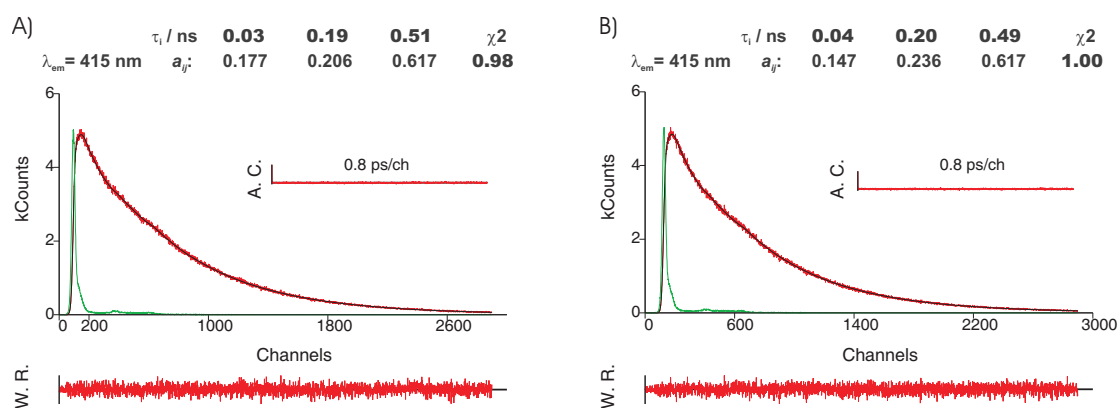 A)
τi / ns 0.03 0.19 0.51 χ2
λem= 415 nm aij: 0.177 0.206 0.617 0.98
6
4
2
0
kCounts
A. C.
0.8 ps/ch
0 200 1000 1800 2600
Channels
W. R.
B)
τi / ns 0.04 0.20 0.49 χ2
λem= 415 nm aij: 0.147 0.236 0.617 1.00
6
4
2
0
kCounts
A. C.
0.8 ps/ch
0 600 1400 2200 3000
Channels
W. R.